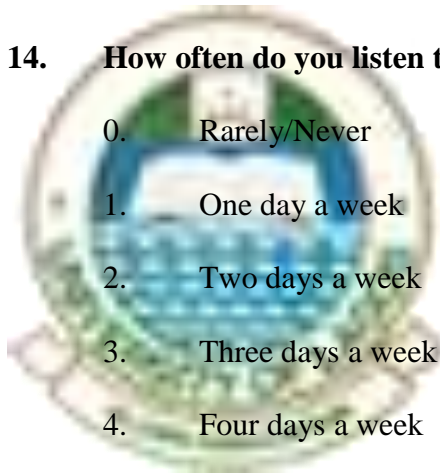 14. How often do you listen t
0. Rarely/Never
1. One day a week
2. Two days a week
3. Three days a week
4. Four days a week